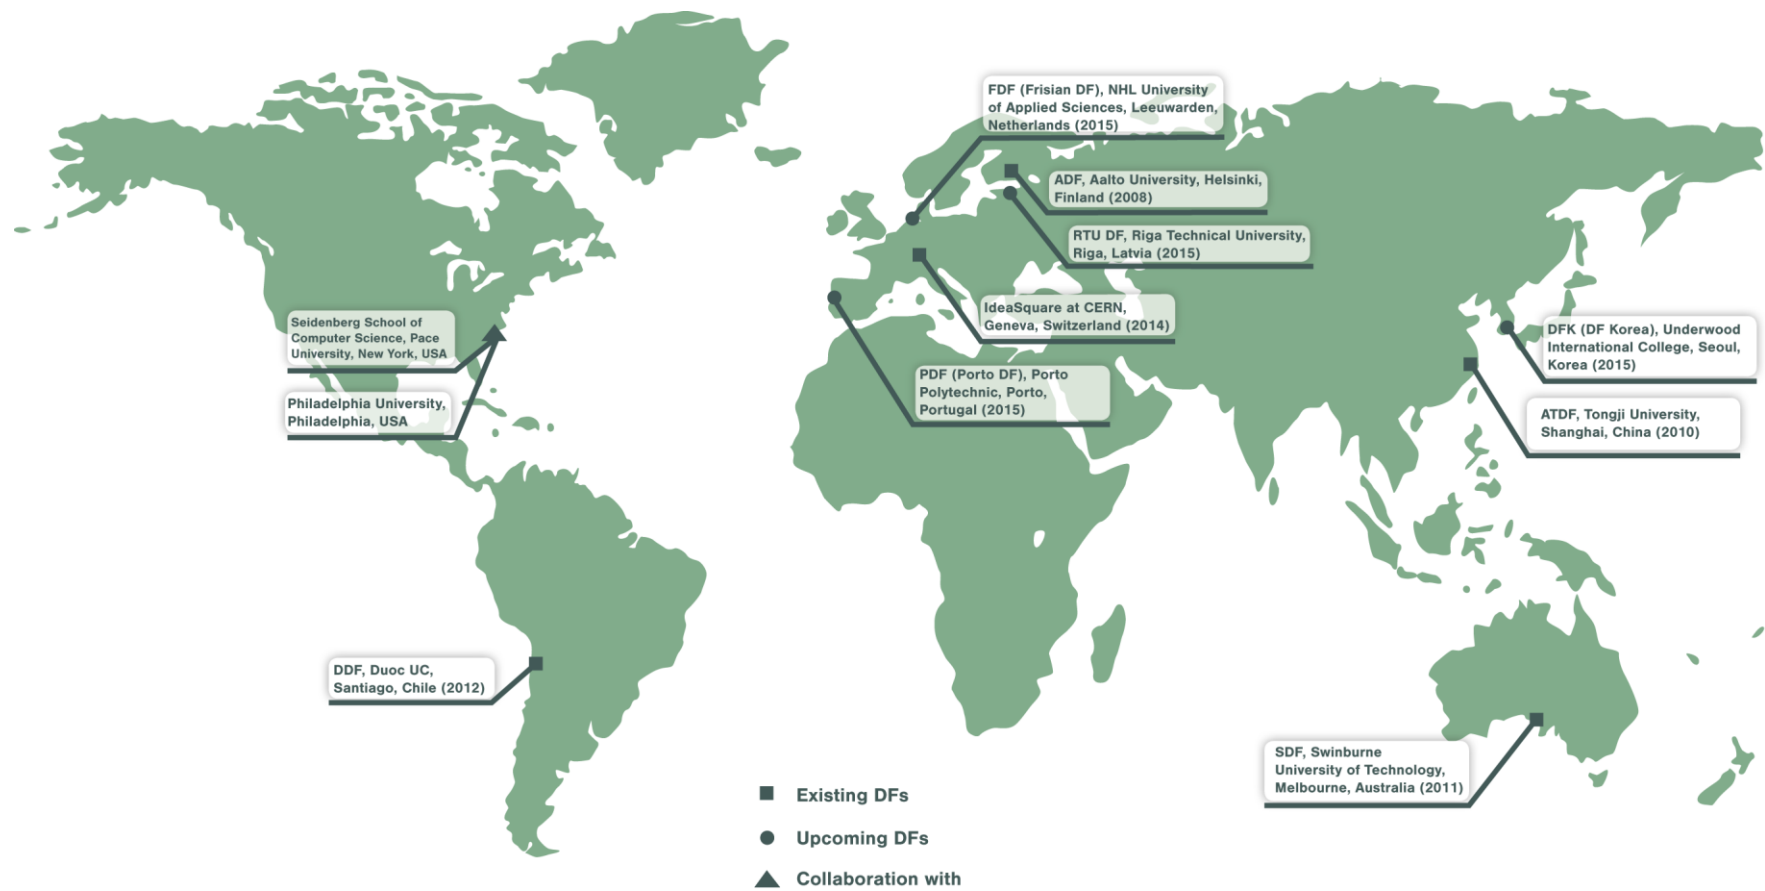 FDF (Frisian DF), NHL University
of Applied Sciences, Leeuwarden,
Netherlands (2015)
ADF, Aalto University, Helsinki,
Finland (2008)
RTU DF, Riga Technical University,
Riga, Latvia (2015)
IdeaSquare at CERN,
Geneva, Switzerland (2014)
PDF (Porto DF), Porto
Polytechnic, Porto,
Portugal (2015)
Seidenberg School of
Computer Science, Pace
University, New York, USA
Philadelphia University,
Philadelphia, USA
DFK (DF Korea), Underwood
International College, Seoul,
Korea (2015)
ATDF, Tongji University,
Shanghai, China (2010)
DDF, Duoc UC,
Santiago, Chile (2012)
SDF, Swinburne
University of Technology,
Melbourne, Australia (2011)
Existing DFs
Upcoming DFs
Collaboration with